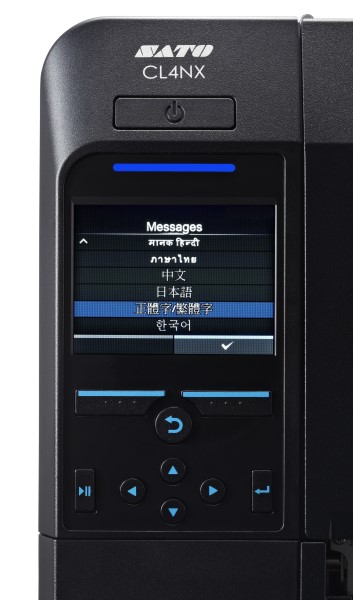 SATO
CL4NX
Messages
मानक हिन्दी
ภาษาไทย
中文
日本語
正體字/繁體字
한국어